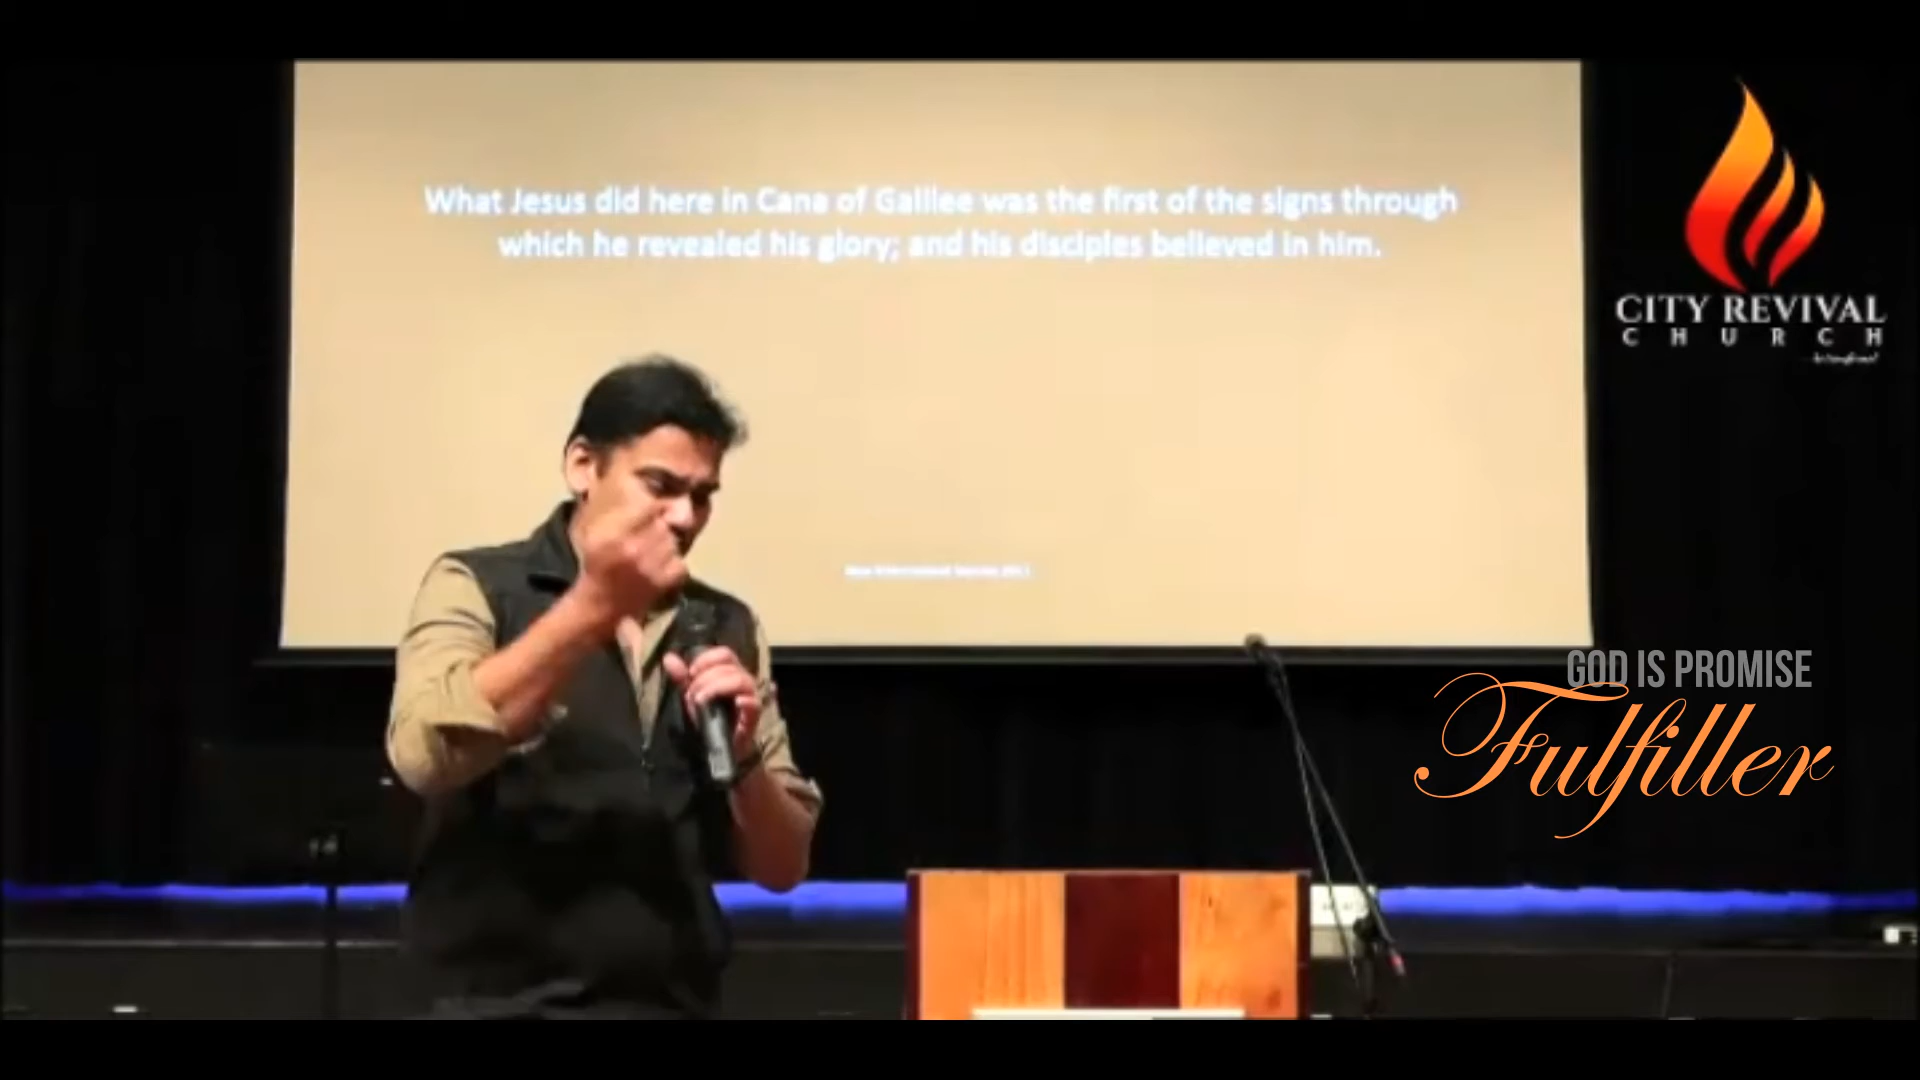 What Jesus did here in Cana of Galilee was the first of the signs through
which he revealed his glory; and his disciples believed in him.
CITY REVIVAL
CHURCH
GOD IS PROMISE
Fulfiller